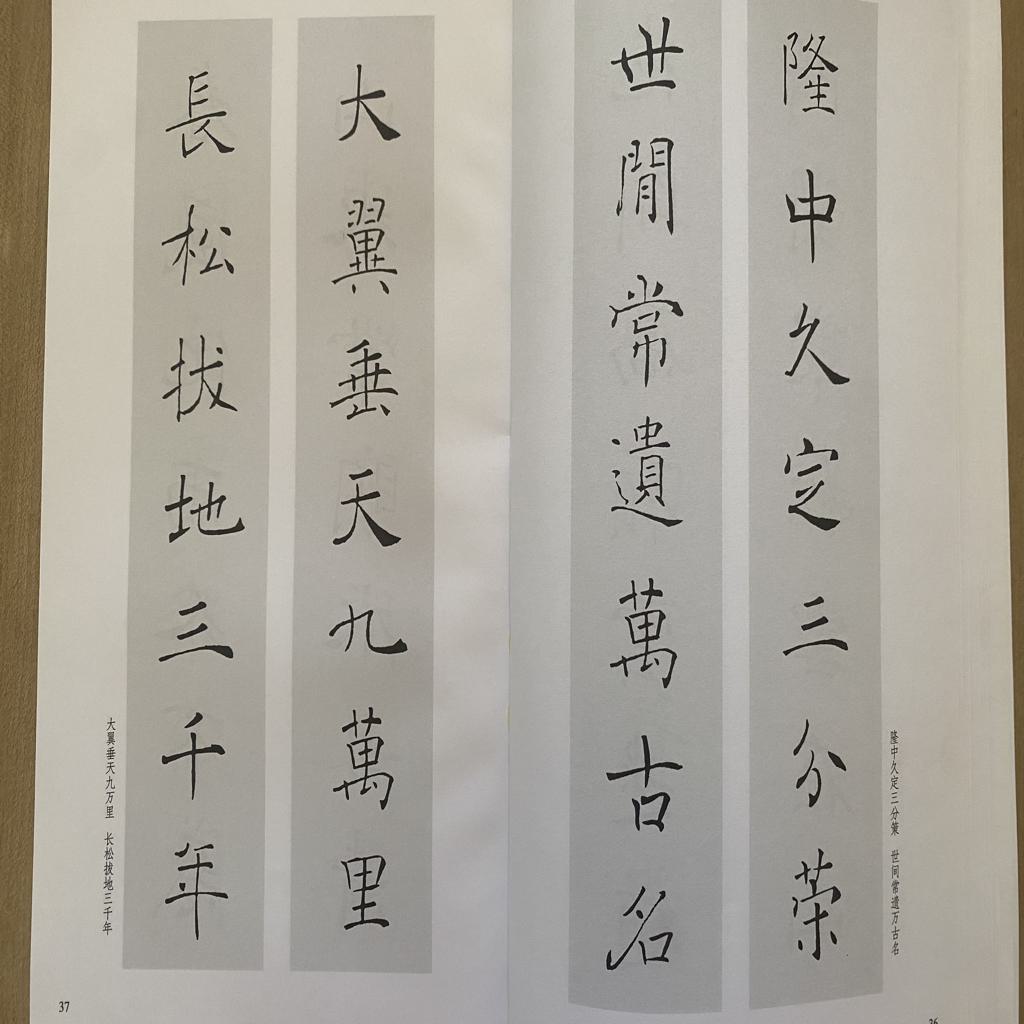 隆中久定三分策
世閒常遺萬古名
隆中久定三分策 世间常遗万古名
大翼垂天九萬里
長松拔地三千年
大翼垂天九万里 长松拔地三千年
37